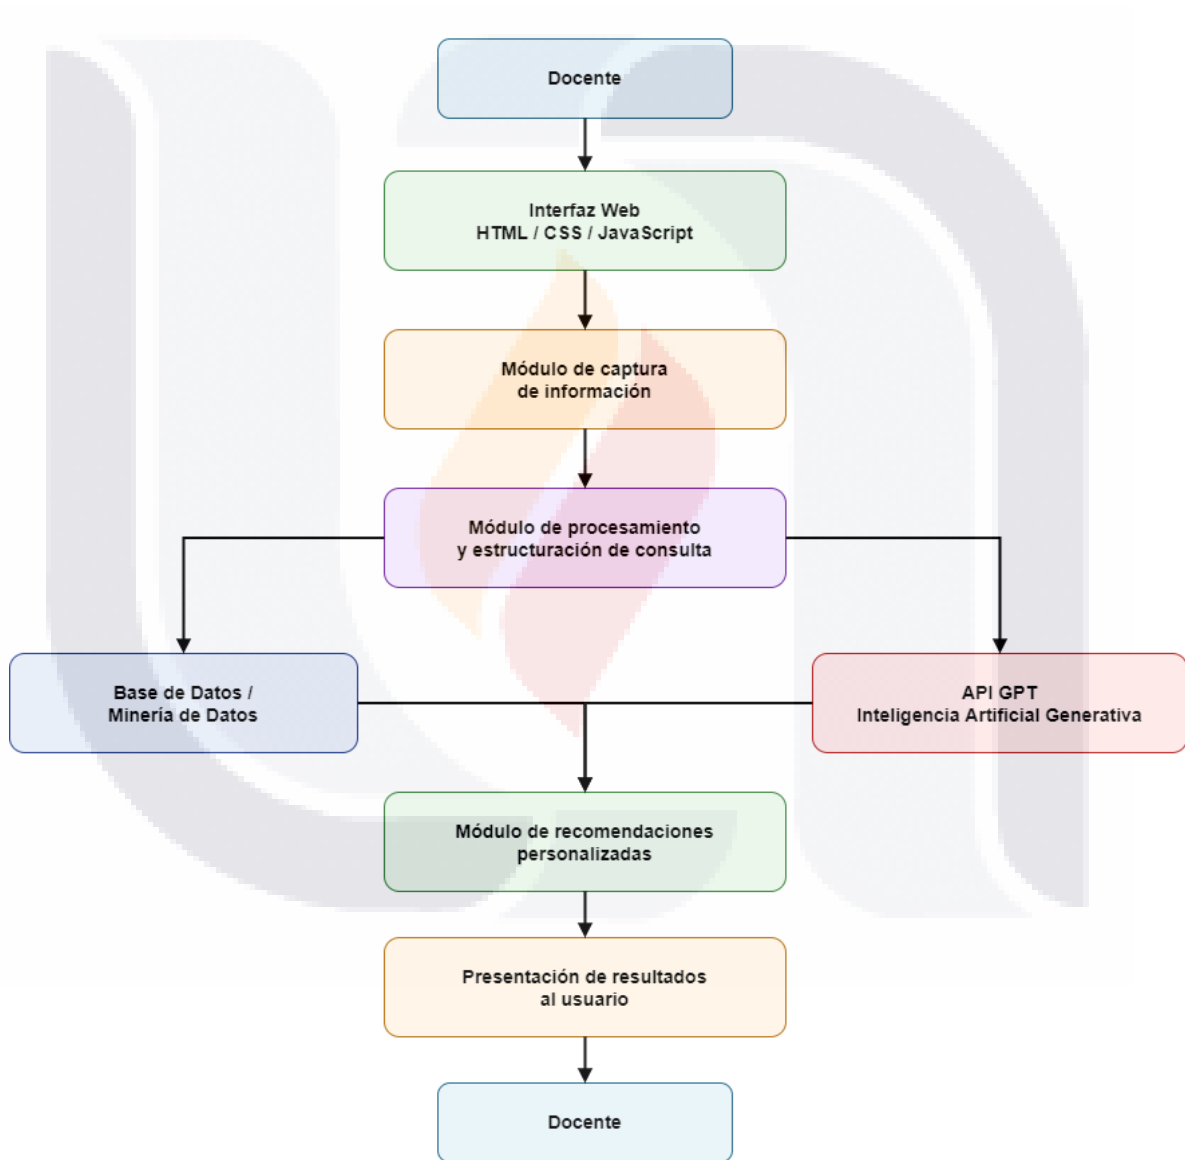 Docente
Interfaz Web
HTML / CSS / JavaScript
Módulo de captura
de información
Módulo de procesamiento
y estructuración de consulta
Base de Datos /
Minería de Datos
API GPT
Inteligencia Artificial Generativa
Módulo de recomendaciones
personalizadas
Presentación de resultados
al usuario
Docente